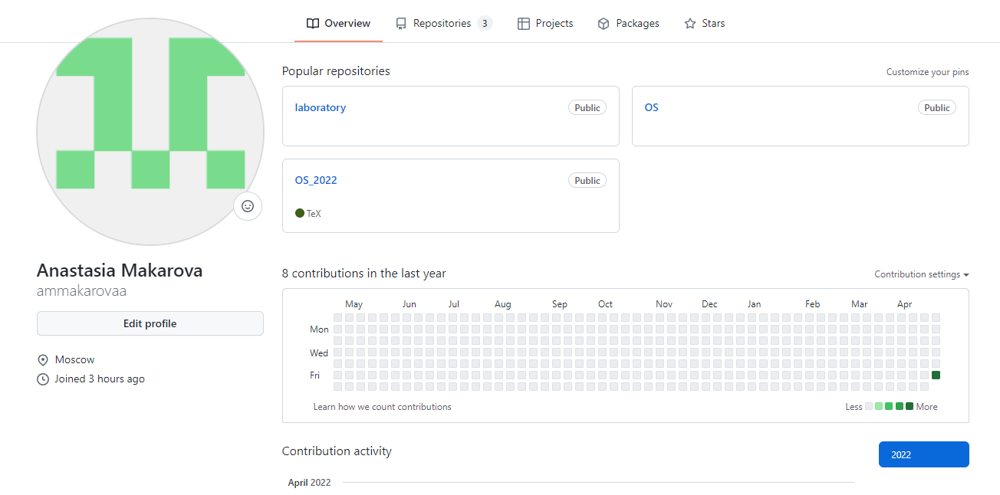 Overview Repositories 3 Projects Packages Stars
Anastasia Makarova
ammakarovaa
Edit profile
Moscow
Joined 3 hours ago
Popular repositories Customize your pins
laboratory Public
OS Public
OS_2022 Public
TeX
8 contributions in the last year Contribution settings
May Jun Jul Aug Sep Oct Nov Dec Jan Feb Mar Apr
Mon
Wed
Fri
Learn how we count contributions Less More
Contribution activity 2022
April 2022